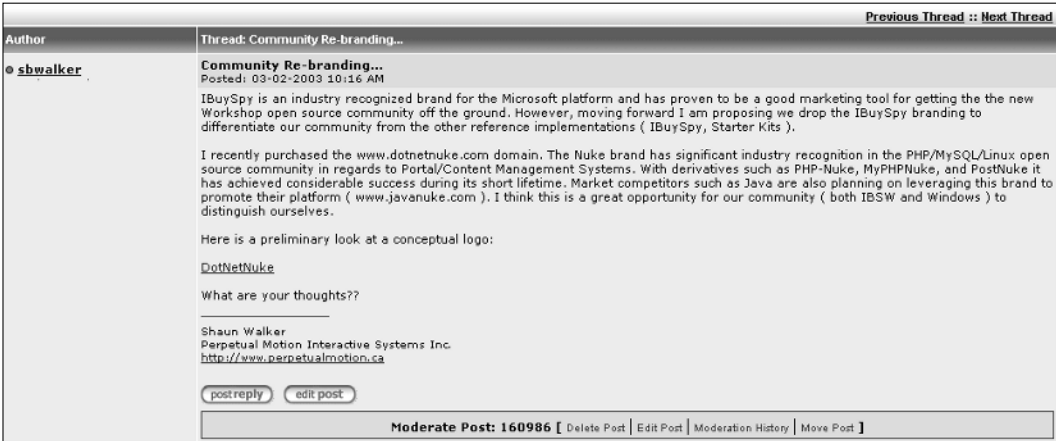 Previous Thread :: Next Thread
Author Thread: Community Re-branding...
sbwalker
Community Re-branding...
Posted: 03-02-2003 10:16 AM
IBuySpy is an industry recognized brand for the Microsoft platform and has proven to be a good marketing tool for getting the the new
Workshop open source community off the ground. However, moving forward I am proposing we drop the IBuySpy branding to
differentiate our community from the other reference implementations ( IBuySpy, Starter Kits ).
I recently purchased the www.dotnetnuke.com domain. The Nuke brand has significant industry recognition in the PHP/MySQL/Linux open
source community in regards to Portal/Content Management Systems. With derivatives such as PHP-Nuke, MyPHPNuke, and PostNuke it
has achieved considerable success during its short lifetime. Market competitors such as Java are also planning on leveraging this brand to
promote their platform ( www.javanuke.com ). I think this is a great opportunity for our community ( both IBSW and Windows ) to
distinguish ourselves.
Here is a preliminary look at a conceptual logo:
DotNetNuke
What are your thoughts??
Shaun Walker
Perpetual Motion Interactive Systems Inc.
http://www.perpetualmotion.ca
post reply edit post
Moderate Post: 160986 [ Delete Post | Edit Post | Moderation History | Move Post ]